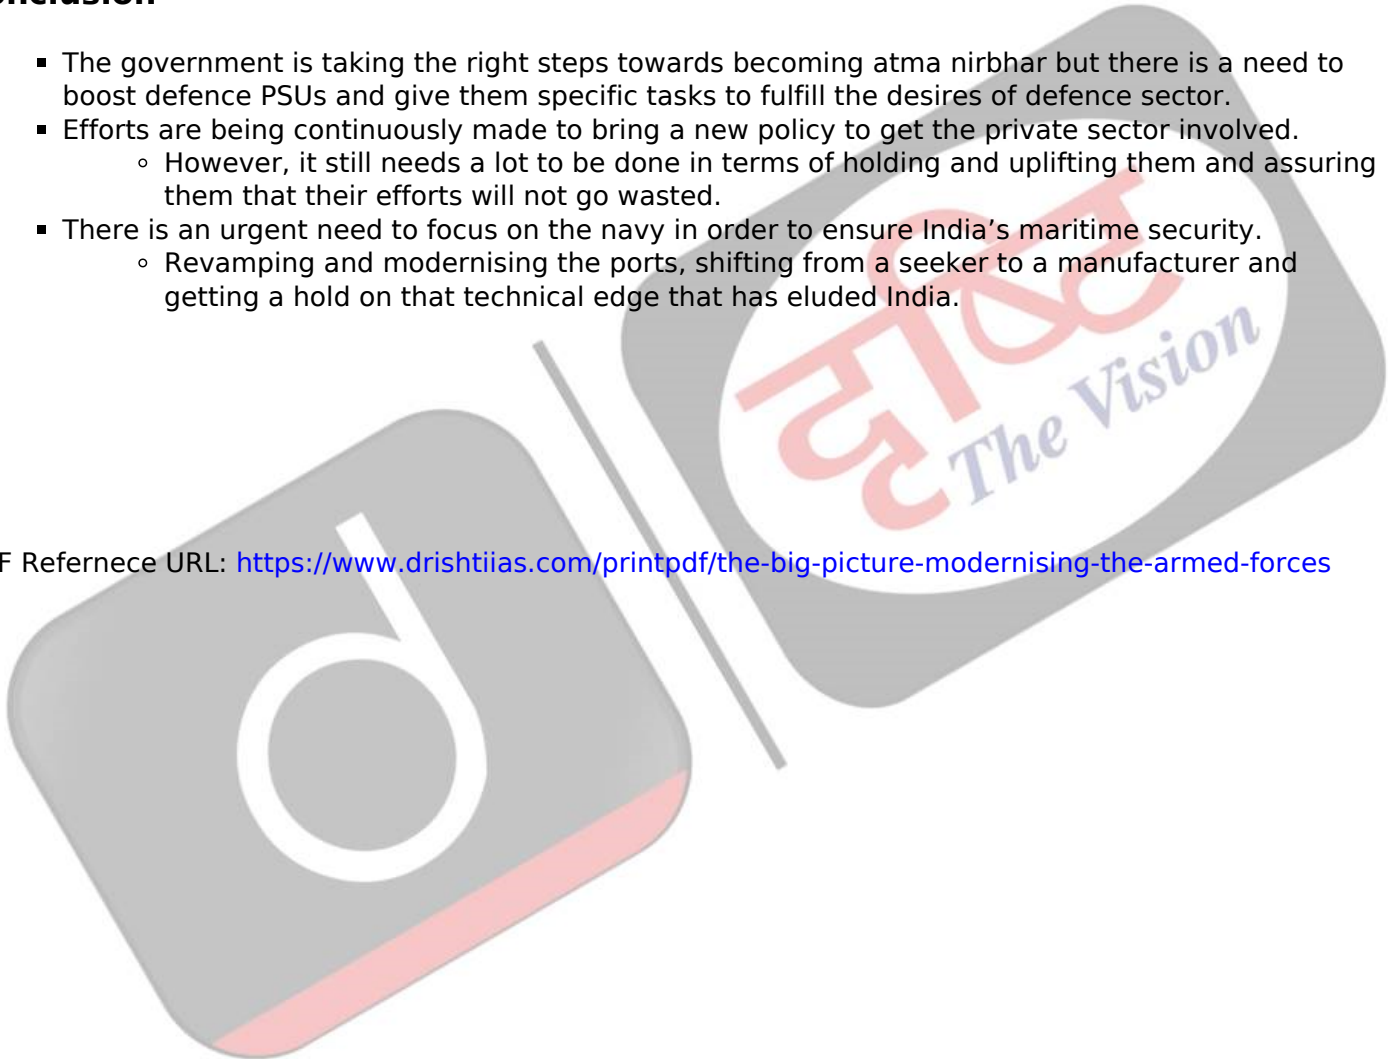 onclusion
The government is taking the right steps towards becoming atma nirbhar but there is a need to
boost defence PSUs and give them specific tasks to fulfill the desires of defence sector.
Efforts are being continuously made to bring a new policy to get the private sector involved.
However, it still needs a lot to be done in terms of holding and uplifting them and assuring
them that their efforts will not go wasted.
There is an urgent need to focus on the navy in order to ensure India’s maritime security.
Revamping and modernising the ports, shifting from a seeker to a manufacturer and
getting a hold on that technical edge that has eluded India.
दृष्टि
The Vision
F Refernece URL: https://www.drishtiias.com/printpdf/the-big-picture-modernising-the-armed-forces
d